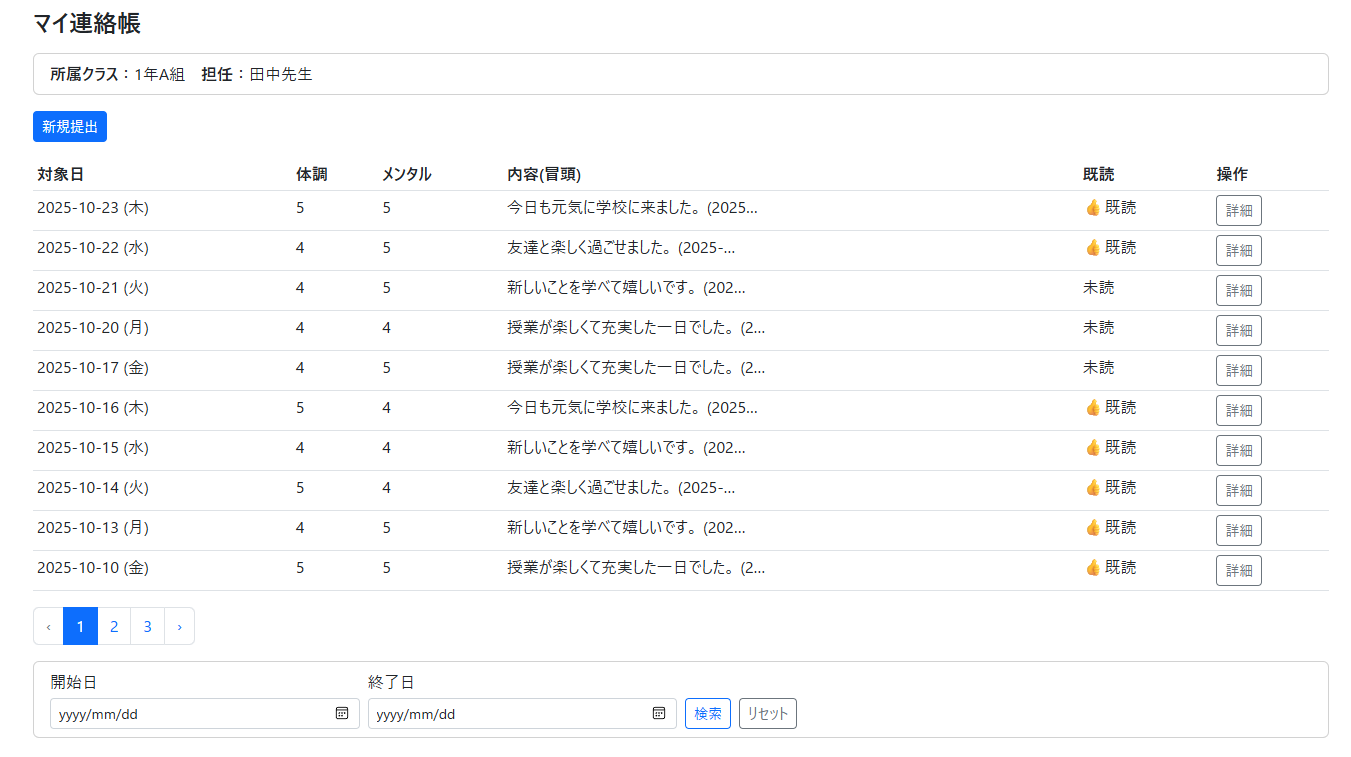 マイ連絡帳
所属クラス：1年A組 担任：田中先生
新規提出
対象日 体調 メンタル 内容(冒頭) 既読 操作
2025-10-23 (木) 5 5 今日も元気に学校に来ました。(2025... 👍 既読 詳細
2025-10-22 (水) 4 5 友達と楽しく過ごせました。(2025-... 👍 既読 詳細
2025-10-21 (火) 4 5 新しいことを学べて嬉しいです。(202... 未読 詳細
2025-10-20 (月) 4 4 授業が楽しくて充実した一日でした。(2... 未読 詳細
2025-10-17 (金) 4 5 授業が楽しくて充実した一日でした。(2... 未読 詳細
2025-10-16 (木) 5 4 今日も元気に学校に来ました。(2025... 👍 既読 詳細
2025-10-15 (水) 4 4 新しいことを学べて嬉しいです。(202... 👍 既読 詳細
2025-10-14 (火) 5 4 友達と楽しく過ごせました。(2025-... 👍 既読 詳細
2025-10-13 (月) 4 5 新しいことを学べて嬉しいです。(202... 👍 既読 詳細
2025-10-10 (金) 5 5 授業が楽しくて充実した一日でした。(2... 👍 既読 詳細
‹ 1 2 3 ›
開始日 終了日
yyyy/mm/dd yyyy/mm/dd 検索 リセット